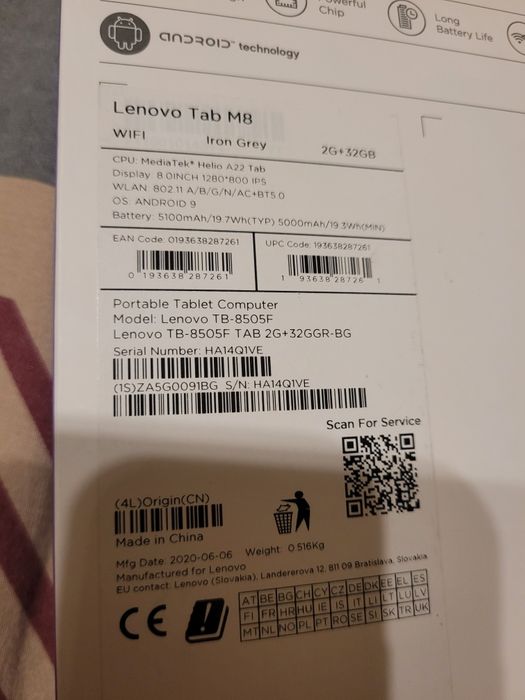 Powerful
Chip
Long
Battery Life
ANDROID™ technology
Lenovo Tab M8
WIFI Iron Grey 2G+32GB
CPU: MediaTek® Helio A22 Tab
Display: 8.0INCH 1280*800 IPS
WLAN: 802.11 A/B/G/N/AC+BT5.0
OS: ANDROID 9
Battery: 5100mAh/19.7Wh(TYP) 5000mAh/19.3Wh(MIN)
EAN Code: 0193638287261 UPC Code: 193638287261
0 193638 287261 1 93638 28726 1
Portable Tablet Computer
Model: Lenovo TB-8505F
Lenovo TB-8505F TAB 2G+32GGR-BG
Serial Number: HA14Q1VE
(1S)ZA5G0091BG S/N: HA14Q1VE
Scan For Service
(4L)Origin(CN)
Made in China
Mfg Date: 2020-06-06 Weight: 0.516Kg
Manufactured for Lenovo
EU contact: Lenovo (Slovakia), Landererova 12, 811 09 Bratislava, Slovakia
CE
AT BE BG CH CY CZ DE DK EE EL ES
FI FR HR HU IE IS IT LI LT LU LV
MT NL NO PL PT RO SE SI SK TR UK